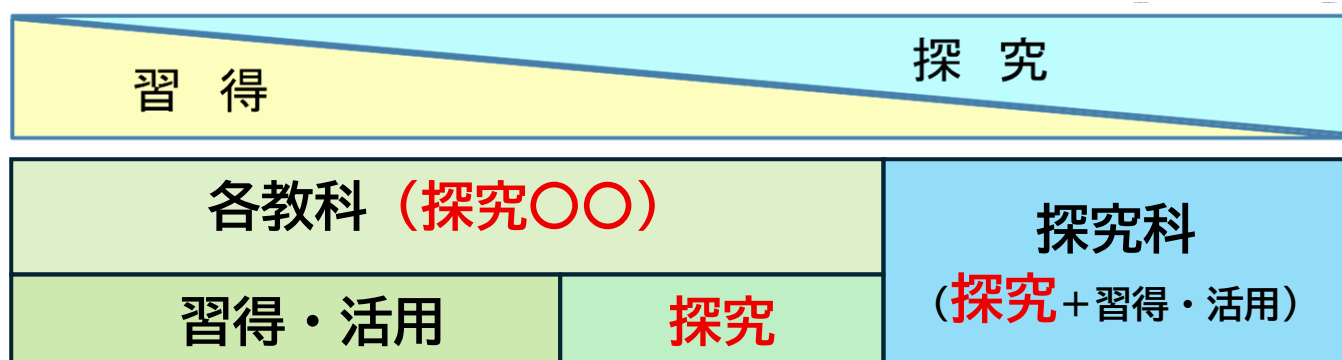 習 得
探 究
各教科（探究〇〇）
探究科
（探究＋習得・活用）
習得・活用
探究